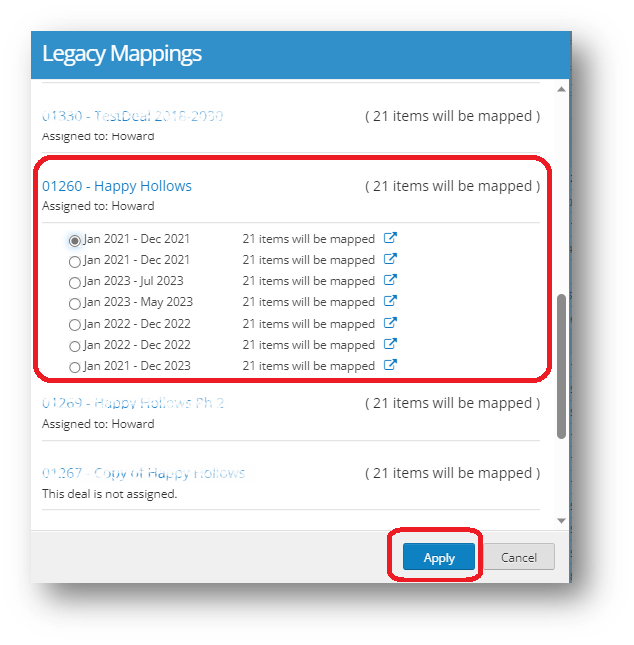 Legacy Mappings
01330 - TestDeal 2018-2090 ( 21 items will be mapped )
Assigned to: Howard
01260 - Happy Hollows ( 21 items will be mapped )
Assigned to: Howard
Jan 2021 - Dec 2021 21 items will be mapped
Jan 2021 - Dec 2021 21 items will be mapped
Jan 2023 - Jul 2023 21 items will be mapped
Jan 2023 - May 2023 21 items will be mapped
Jan 2022 - Dec 2022 21 items will be mapped
Jan 2022 - Dec 2022 21 items will be mapped
Jan 2021 - Dec 2023 21 items will be mapped
01269 - Happy Hollows Ph 2 ( 21 items will be mapped )
Assigned to: Howard
01267 - Copy of Happy Hollows ( 21 items will be mapped )
This deal is not assigned.
Apply Cancel